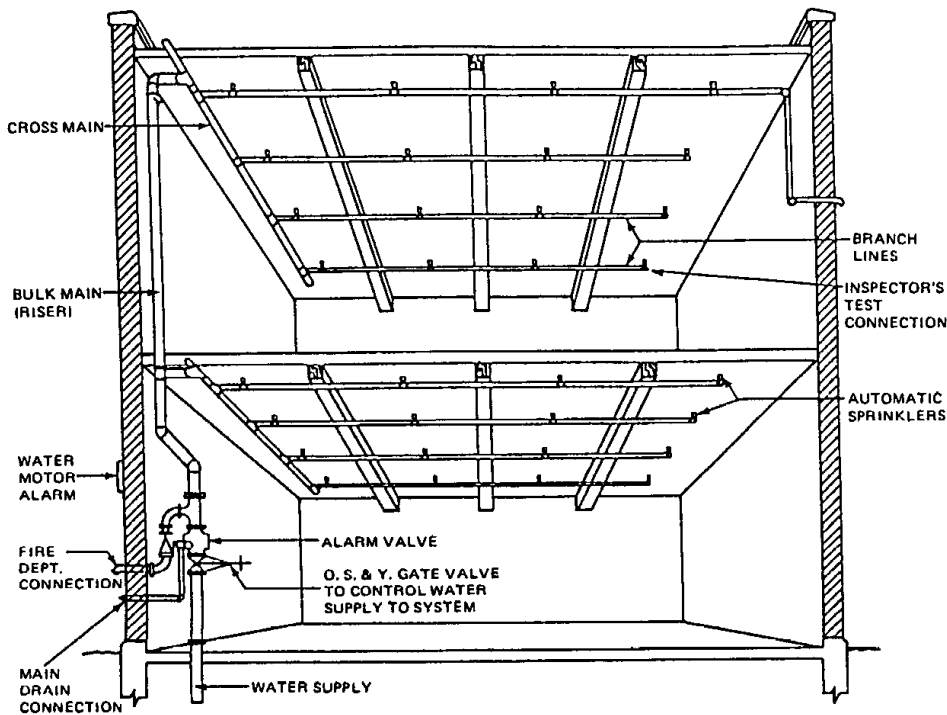 CROSS MAIN
BRANCH
LINES
BULK MAIN
(RISER)
INSPECTOR'S
TEST
CONNECTION
AUTOMATIC
SPRINKLERS
WATER
MOTOR
ALARM
ALARM VALVE
FIRE
DEPT.
CONNECTION
O. S. & Y. GATE VALVE
TO CONTROL WATER
SUPPLY TO SYSTEM
MAIN
DRAIN
CONNECTION
WATER SUPPLY